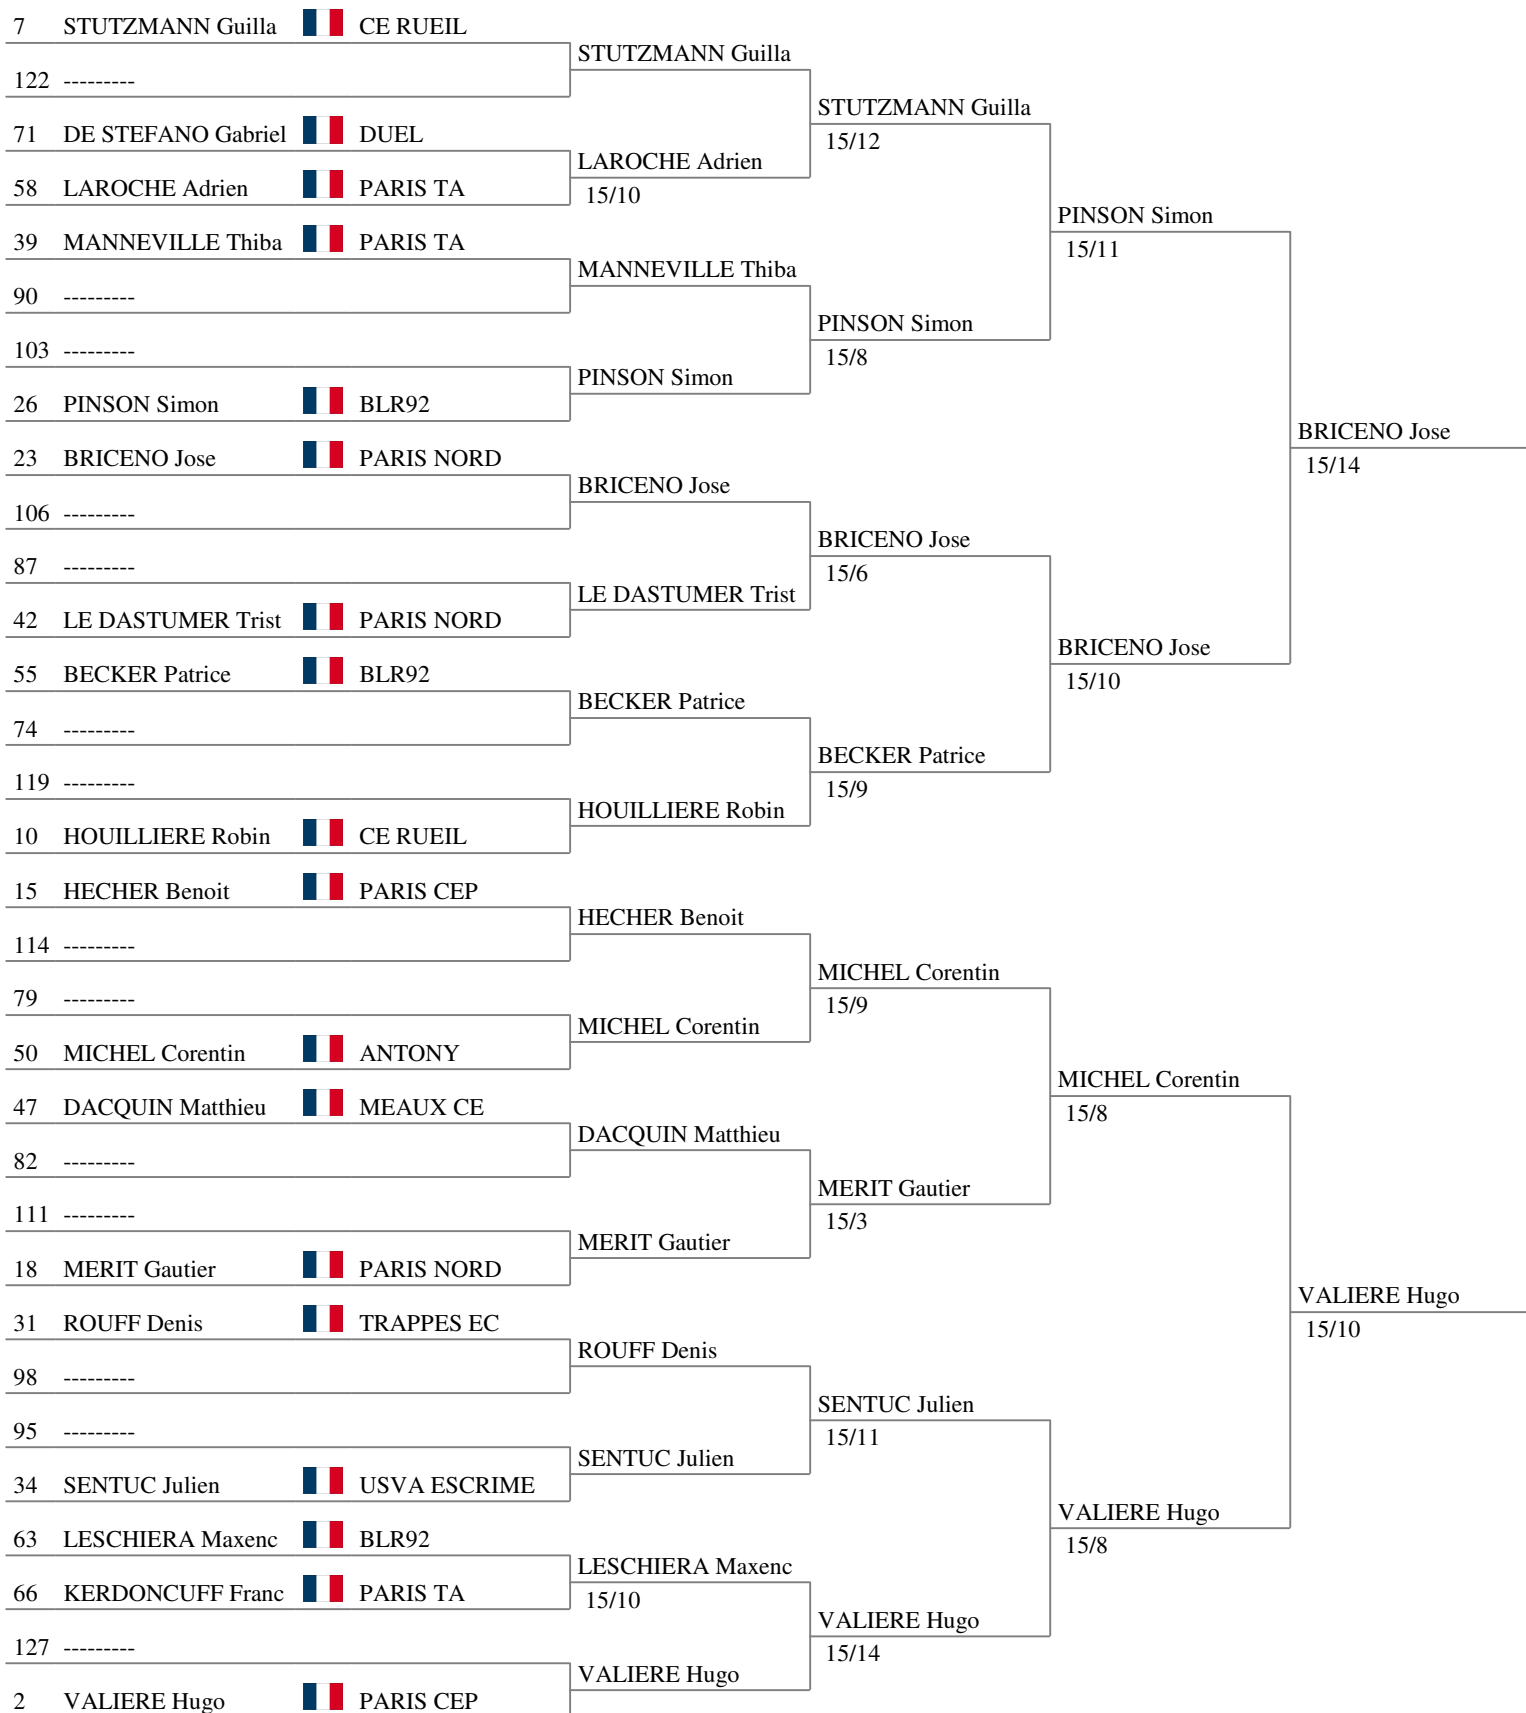 7 STUTZMANN Guilla CE RUEIL
STUTZMANN Guilla
122 ---------
STUTZMANN Guilla
15/12
71 DE STEFANO Gabriel DUEL
LAROCHE Adrien
15/10
58 LAROCHE Adrien PARIS TA
PINSON Simon
15/11
39 MANNEVILLE Thiba PARIS TA
MANNEVILLE Thiba
90 ---------
PINSON Simon
15/8
103 ---------
PINSON Simon
26 PINSON Simon BLR92
BRICENO Jose
15/14
23 BRICENO Jose PARIS NORD
BRICENO Jose
106 ---------
BRICENO Jose
15/6
87 ---------
LE DASTUMER Trist
42 LE DASTUMER Trist PARIS NORD
BRICENO Jose
15/10
55 BECKER Patrice BLR92
BECKER Patrice
74 ---------
BECKER Patrice
15/9
119 ---------
HOUILLIERE Robin
10 HOUILLIERE Robin CE RUEIL
15 HECHER Benoit PARIS CEP
HECHER Benoit
114 ---------
MICHEL Corentin
15/9
79 ---------
MICHEL Corentin
50 MICHEL Corentin ANTONY
MICHEL Corentin
15/8
47 DACQUIN Matthieu MEAUX CE
DACQUIN Matthieu
82 ---------
MERIT Gautier
15/3
111 ---------
MERIT Gautier
18 MERIT Gautier PARIS NORD
VALIERE Hugo
15/10
31 ROUFF Denis TRAPPES EC
ROUFF Denis
98 ---------
SENTUC Julien
15/11
95 ---------
SENTUC Julien
34 SENTUC Julien USVA ESCRIME
VALIERE Hugo
15/8
63 LESCHIERA Maxenc BLR92
LESCHIERA Maxenc
15/10
66 KERDONCUFF Franc PARIS TA
VALIERE Hugo
15/14
127 ---------
VALIERE Hugo
2 VALIERE Hugo PARIS CEP